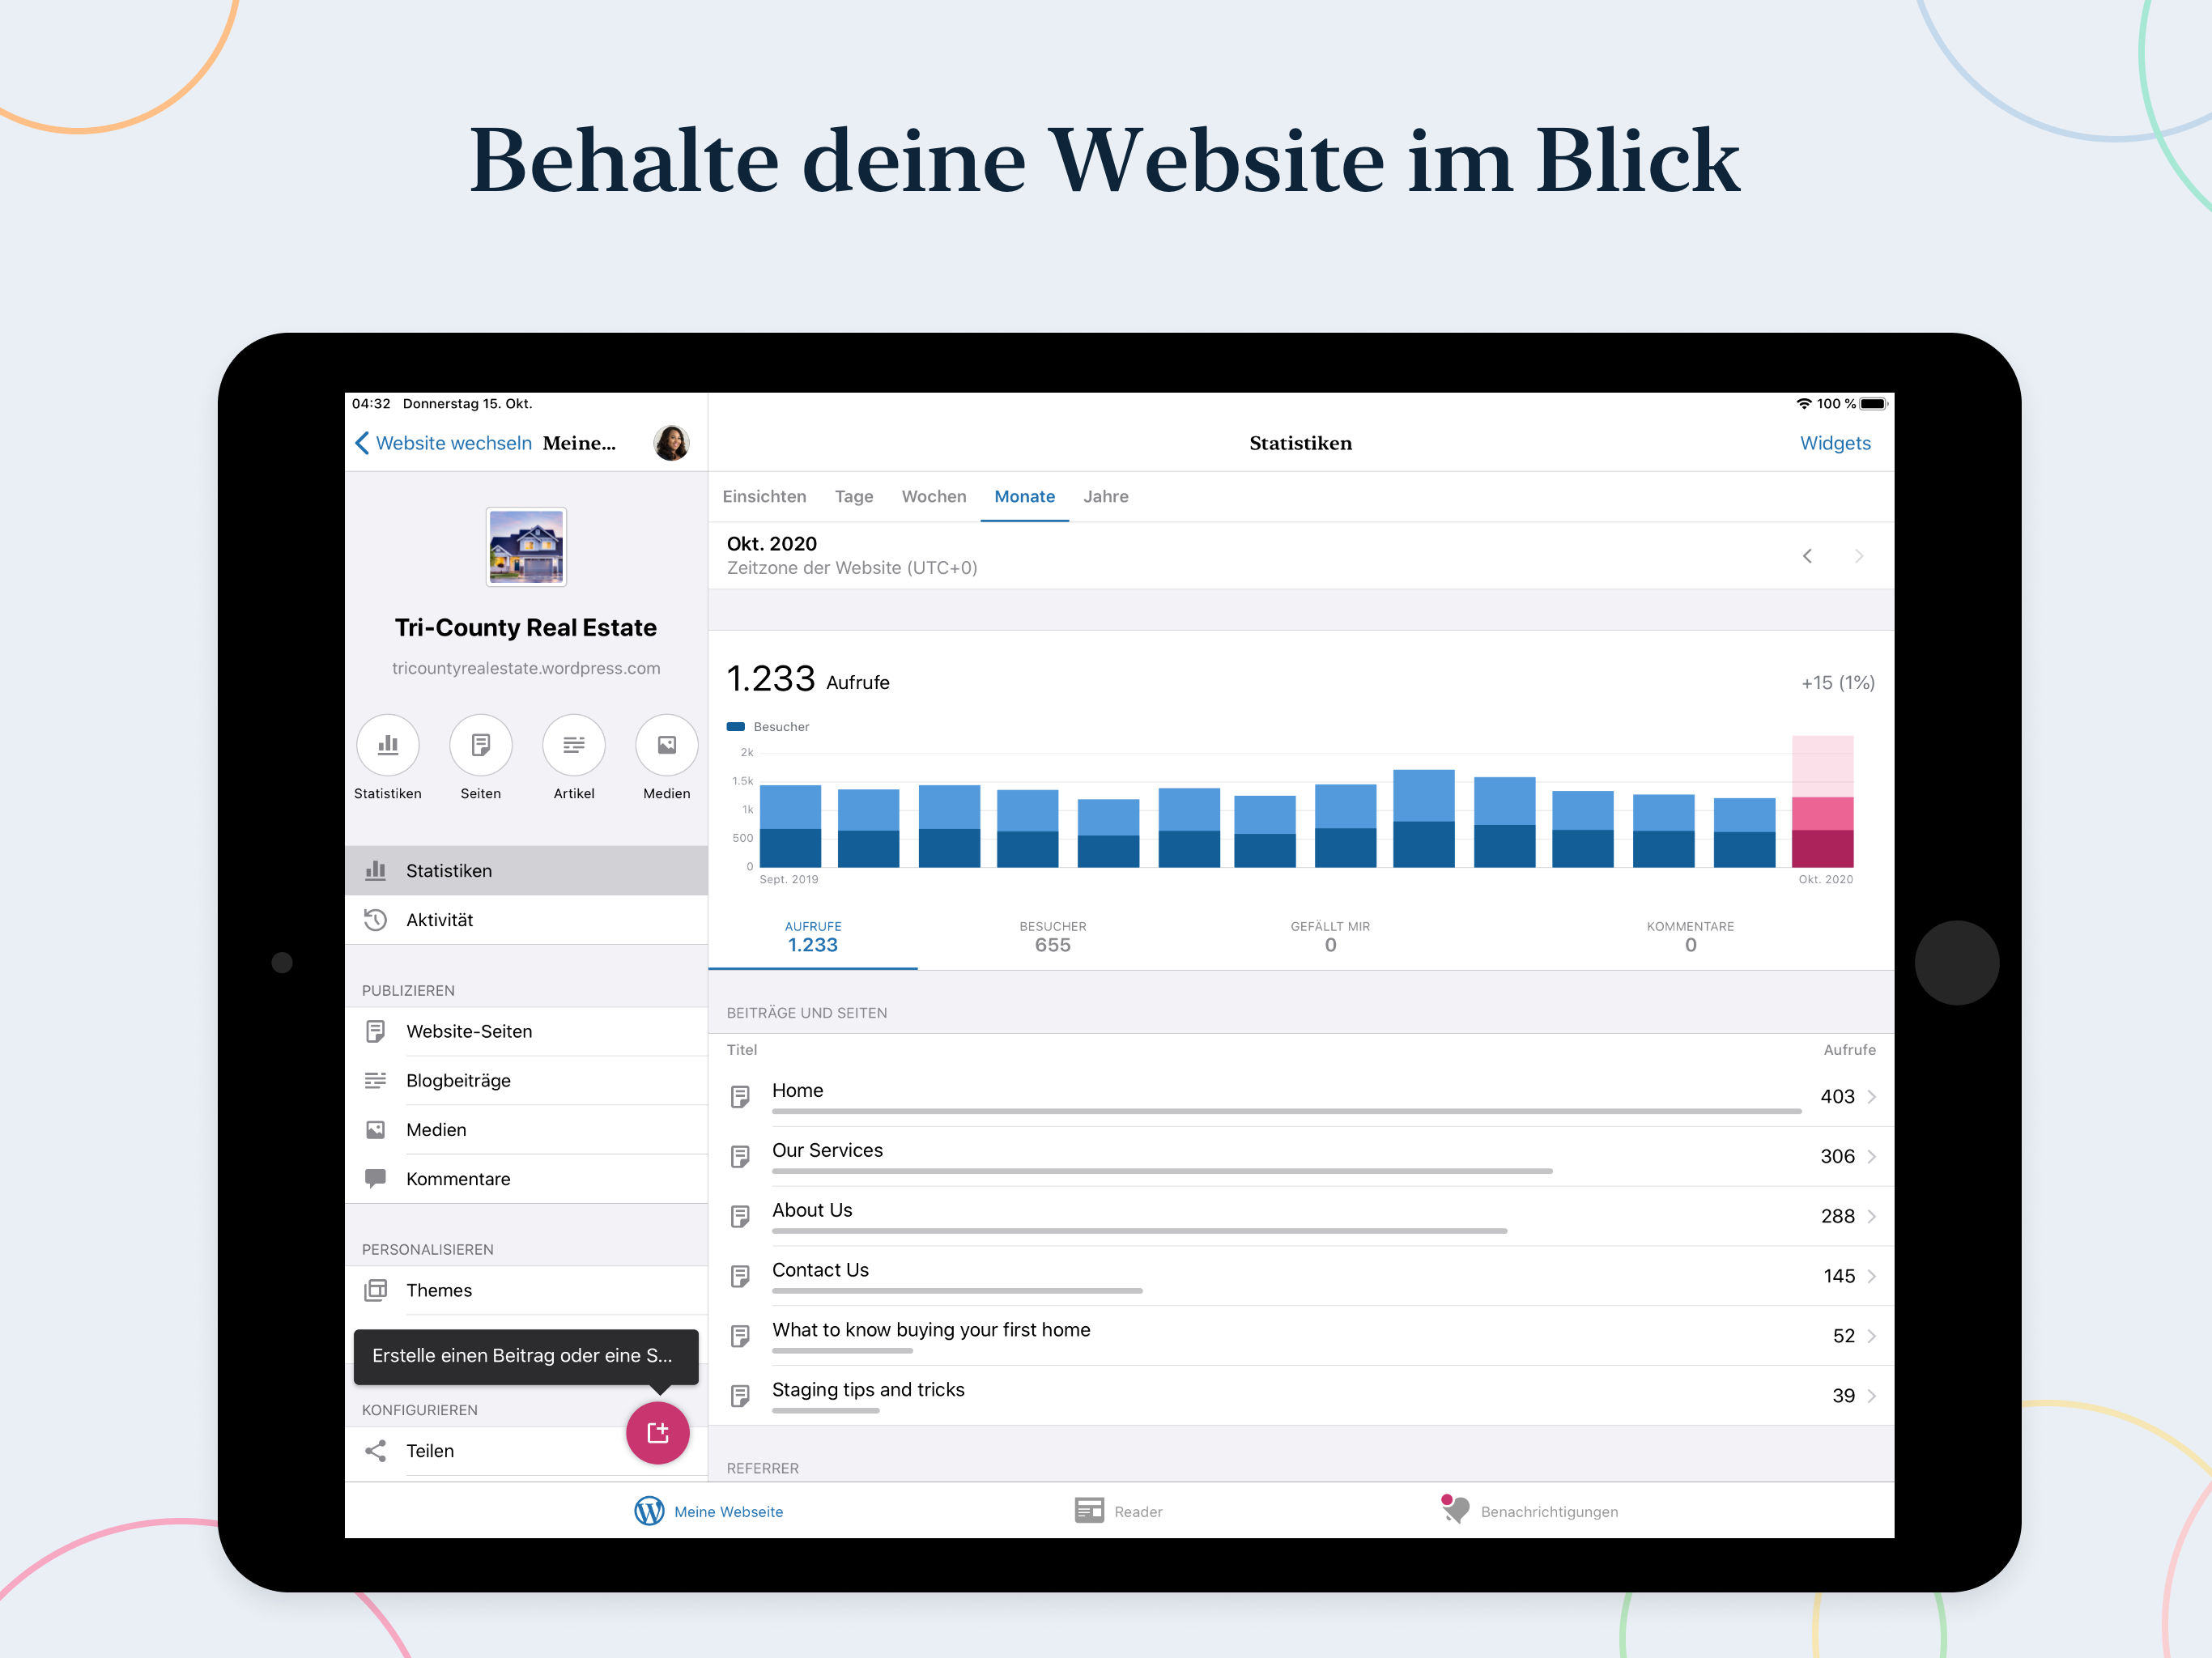 Behalte deine Website im Blick
04:32 Donnerstag 15. Okt.
100 %
Website wechseln Meine...
Statistiken
Widgets
Tri-County Real Estate
tricountyrealestate.wordpress.com
Statistiken Seiten Artikel Medien
Statistiken
Aktivität
PUBLIZIEREN
Website-Seiten
Blogbeiträge
Medien
Kommentare
PERSONALISIEREN
Themes
Erstelle einen Beitrag oder eine S...
KONFIGURIEREN
Teilen
Einsichten Tage Wochen Monate Jahre
Okt. 2020
Zeitzone der Website (UTC+0)
1.233 Aufrufe
+15 (1%)
Besucher
2k
1.5k
1k
500
0
Sept. 2019 Okt. 2020
AUFRUFE BESUCHER GEFÄLLT MIR KOMMENTARE
1.233 655 0 0
BEITRÄGE UND SEITEN
Titel Aufrufe
Home 403
Our Services 306
About Us 288
Contact Us 145
What to know buying your first home 52
Staging tips and tricks 39
REFERRER
Meine Webseite Reader Benachrichtigungen